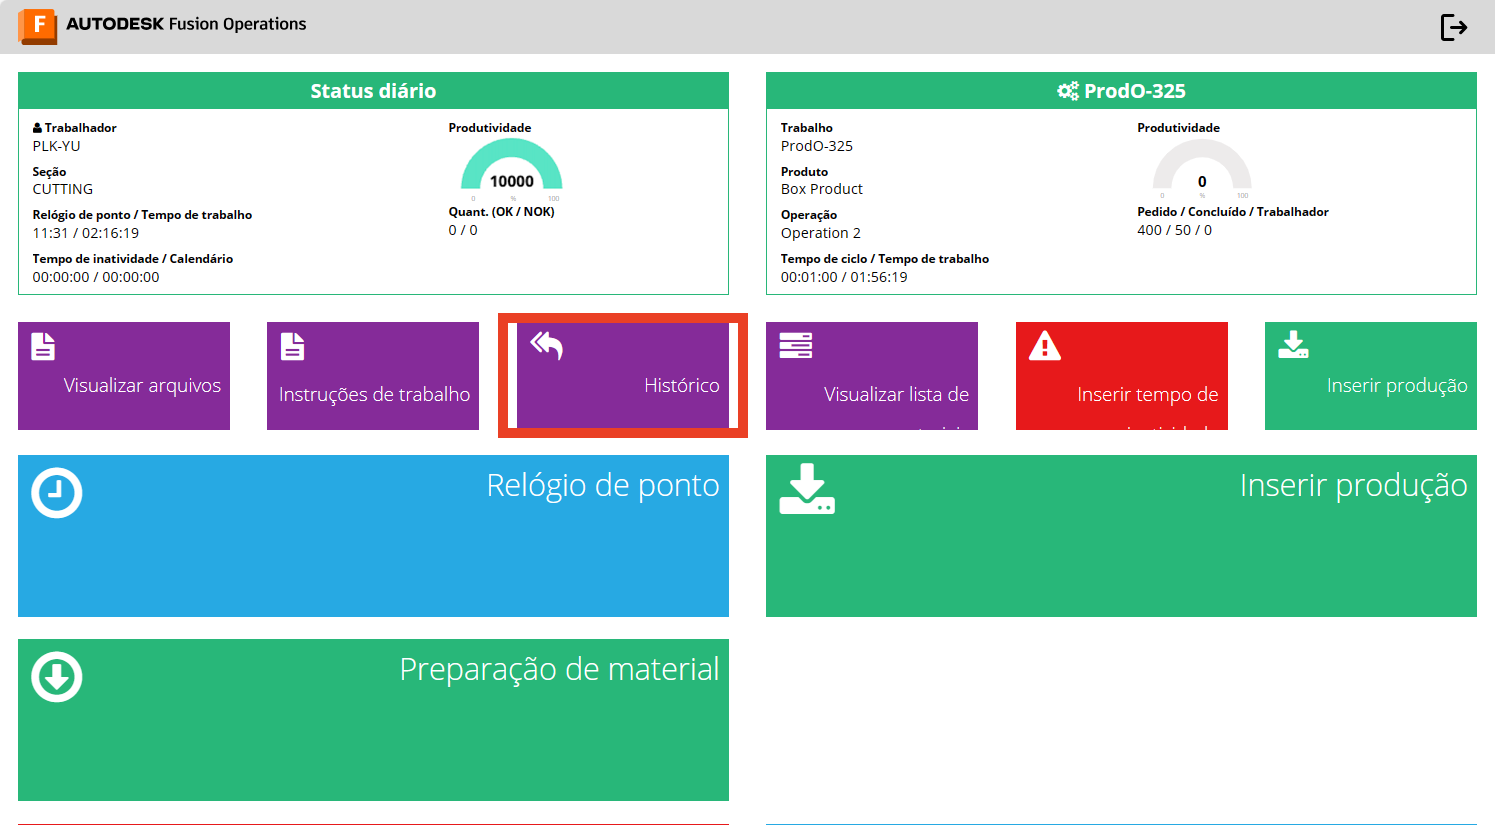 F AUTODESK Fusion Operations
Status diário
Trabalhador
PLK-YU
Seção
CUTTING
Relógio de ponto / Tempo de trabalho
11:31 / 02:16:19
Tempo de inatividade / Calendário
00:00:00 / 00:00:00
Produtividade
10000
0 % 100
Quant. (OK / NOK)
0 / 0
ProdO-325
Trabalho
ProdO-325
Produto
Box Product
Operação
Operation 2
Tempo de ciclo / Tempo de trabalho
00:01:00 / 01:56:19
Produtividade
0
0 % 100
Pedido / Concluído / Trabalhador
400 / 50 / 0
Visualizar arquivos
Instruções de trabalho
Histórico
Visualizar lista de
Inserir tempo de
Inserir produção
Relógio de ponto
Inserir produção
Preparação de material